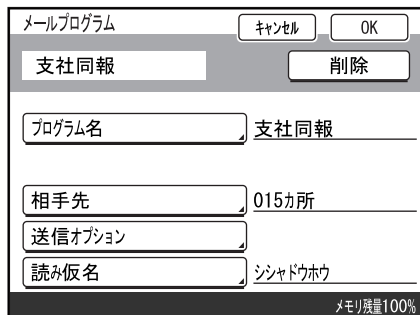 メールプログラム キャンセル OK
支社同報 削除
プログラム名 支社同報
相手先 015カ所
送信オプション
読み仮名 シシャドウホウ
メモリ残量100%